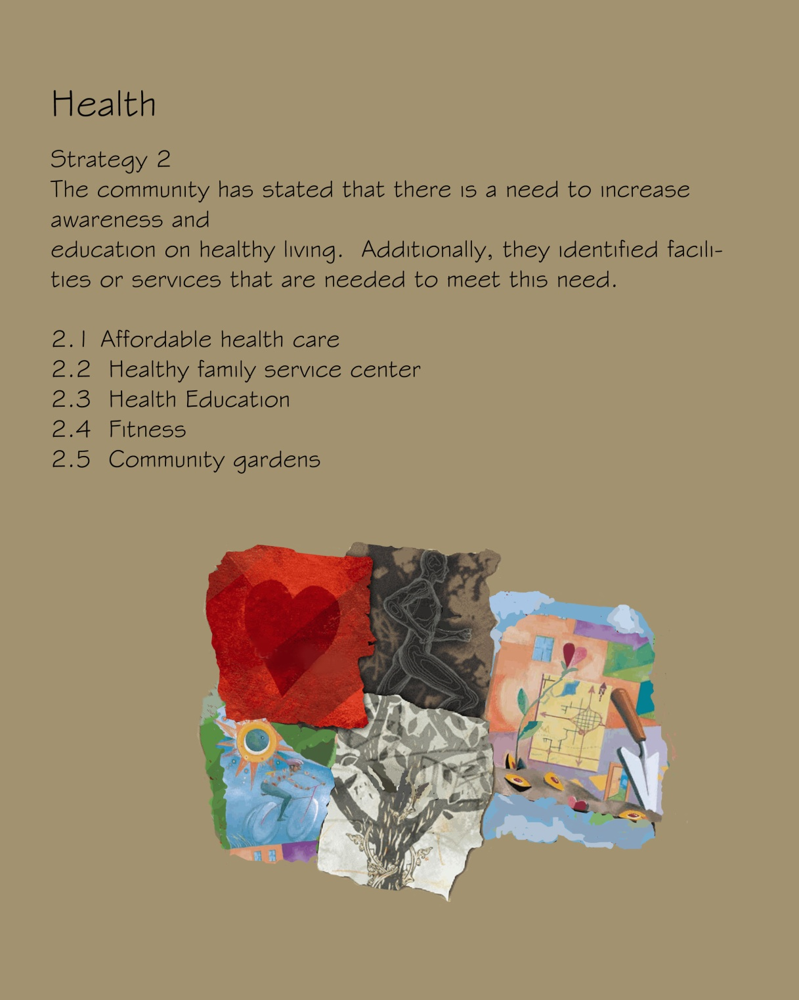 Health
Strategy 2
The community has stated that there is a need to increase
awareness and
education on healthy living.  Additionally, they identified facili-
ties or services that are needed to meet this need.
2.1 Affordable health care
2.2  Healthy family service center
2.3  Health Education
2.4  Fitness
2.5  Community gardens
N